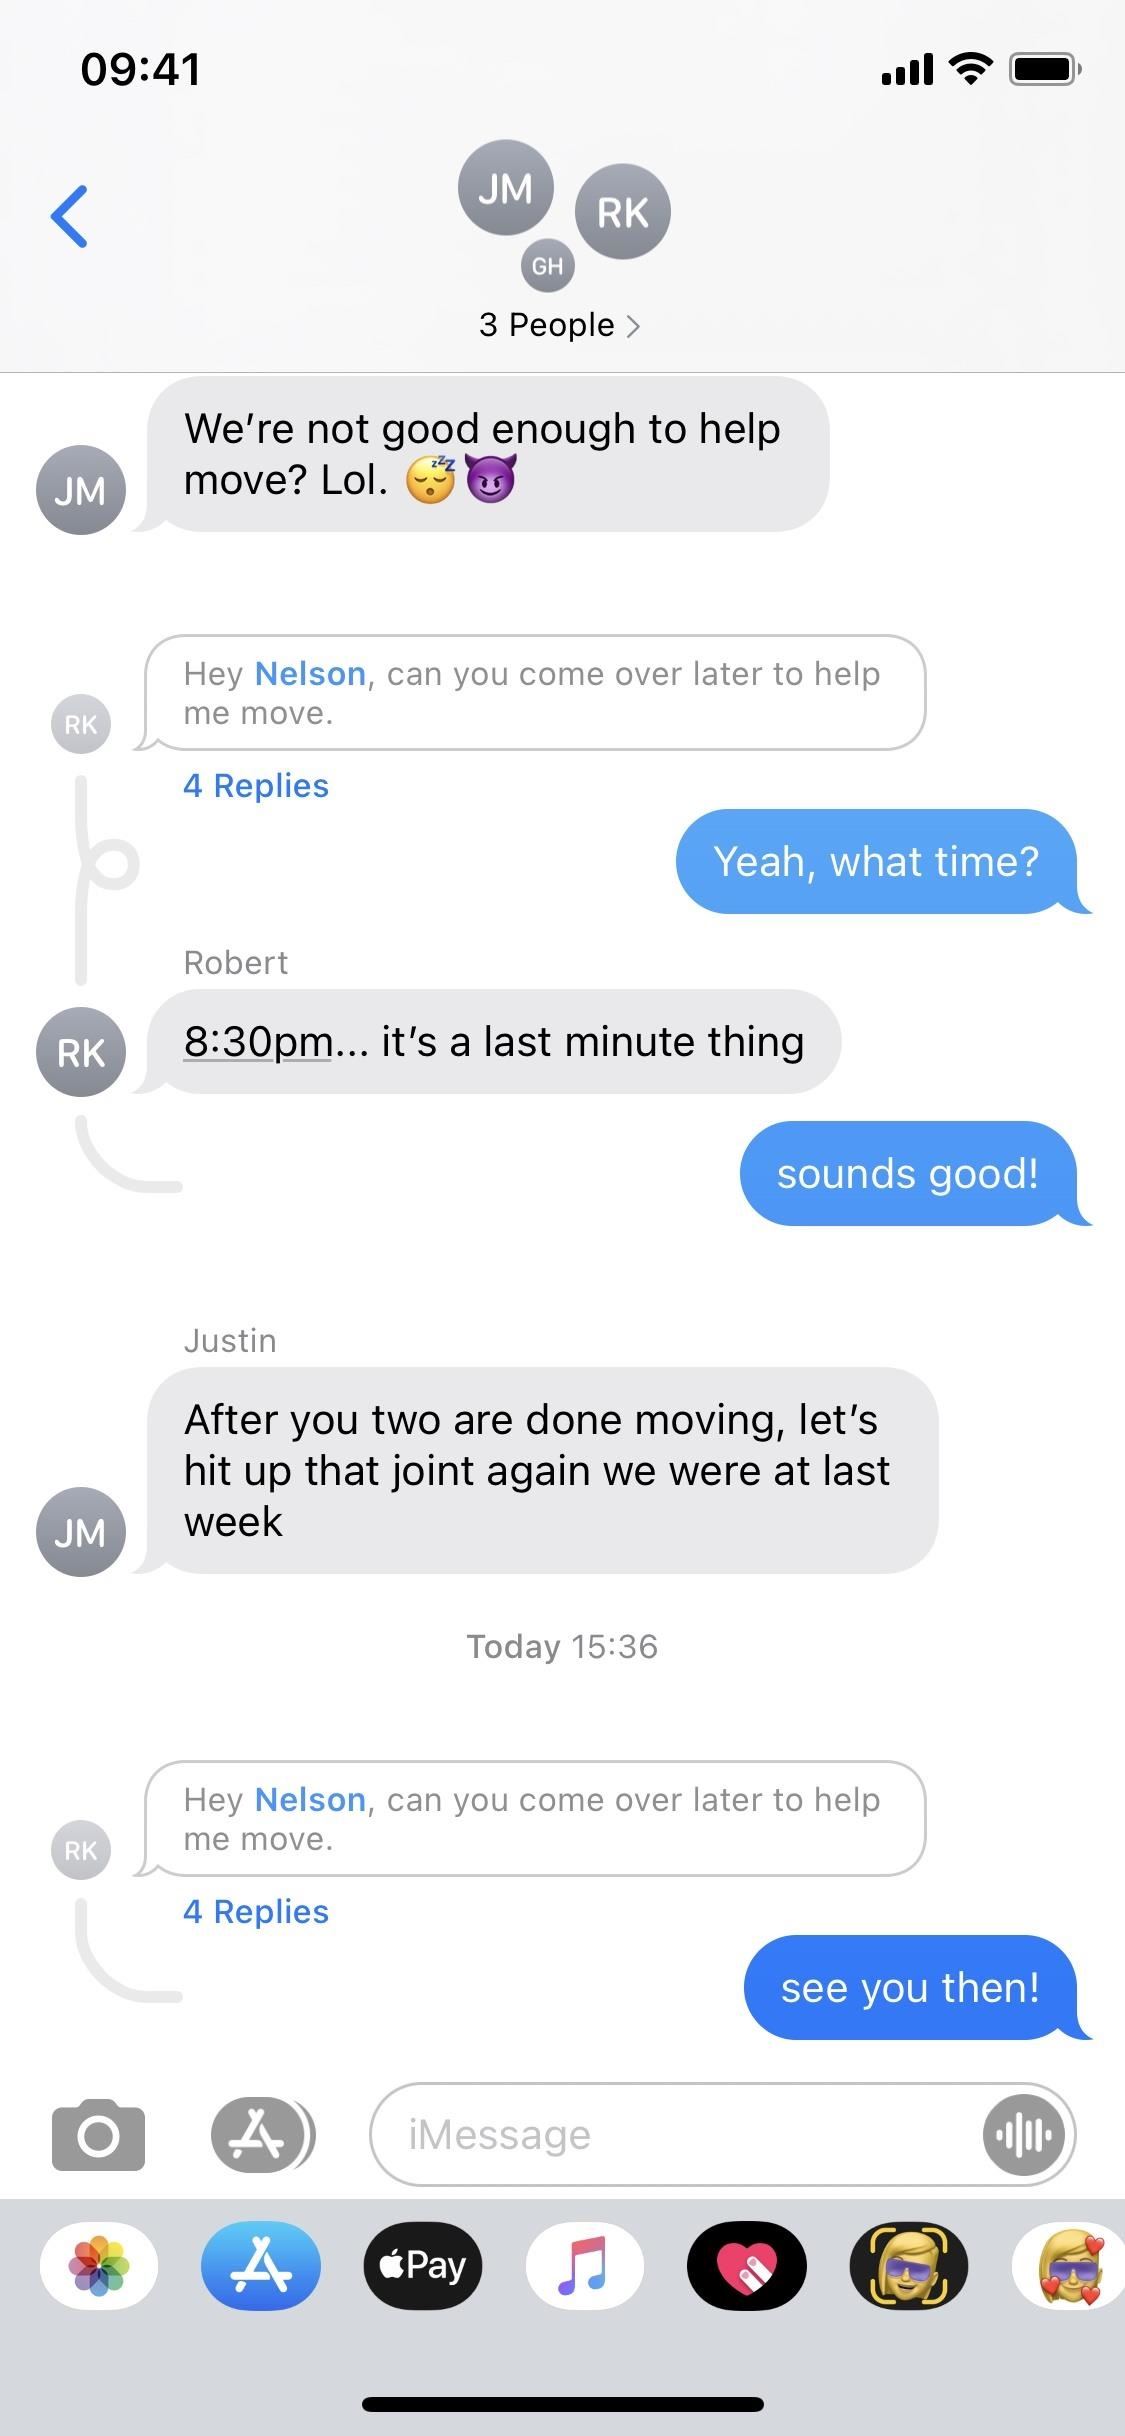 09:41
JM
RK
GH
3 People
We’re not good enough to help
move? Lol. 😴😈
JM
Hey Nelson, can you come over later to help
me move.
RK
4 Replies
Yeah, what time?
Robert
8:30pm... it’s a last minute thing
RK
sounds good!
Justin
After you two are done moving, let’s
hit up that joint again we were at last
week
JM
Today 15:36
Hey Nelson, can you come over later to help
me move.
RK
4 Replies
see you then!
iMessage
Pay